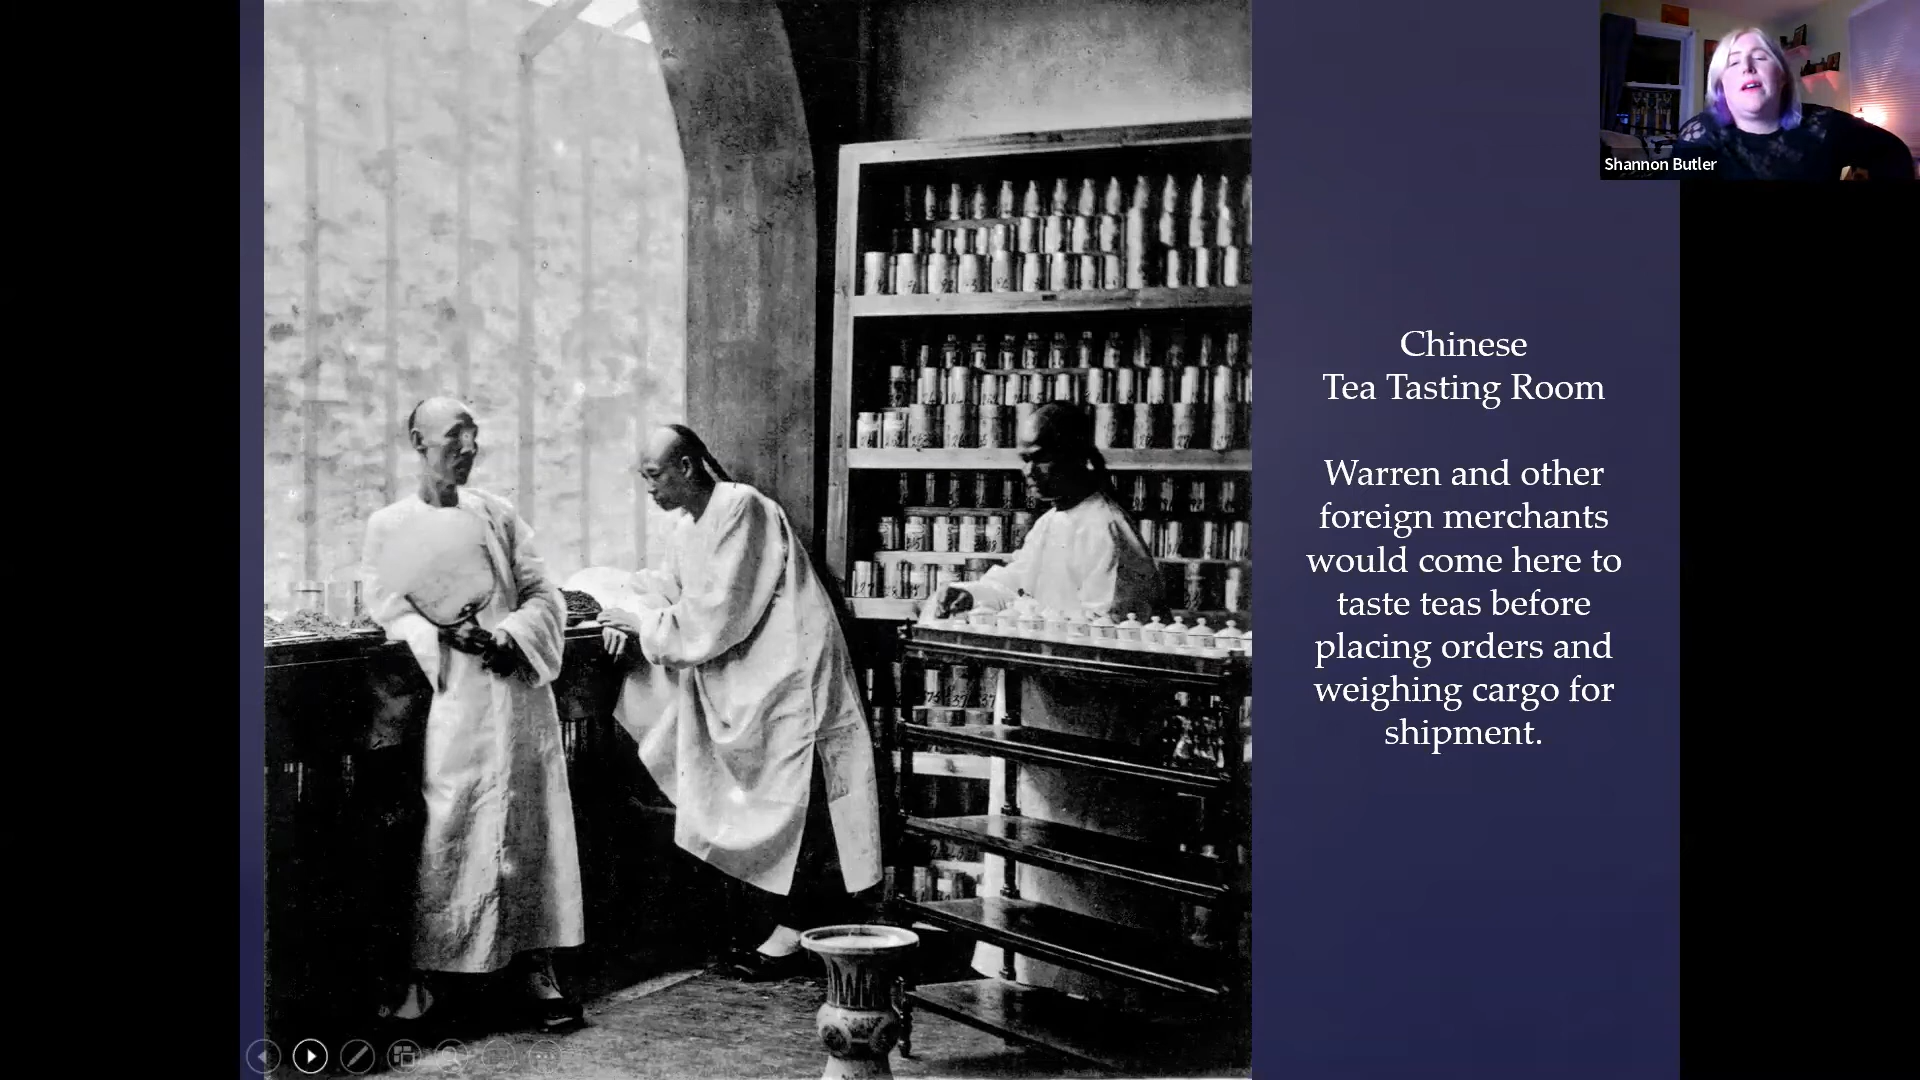 Shannon Butler
Chinese
Tea Tasting Room
Warren and other
foreign merchants
would come here to
taste teas before
placing orders and
weighing cargo for
shipment.